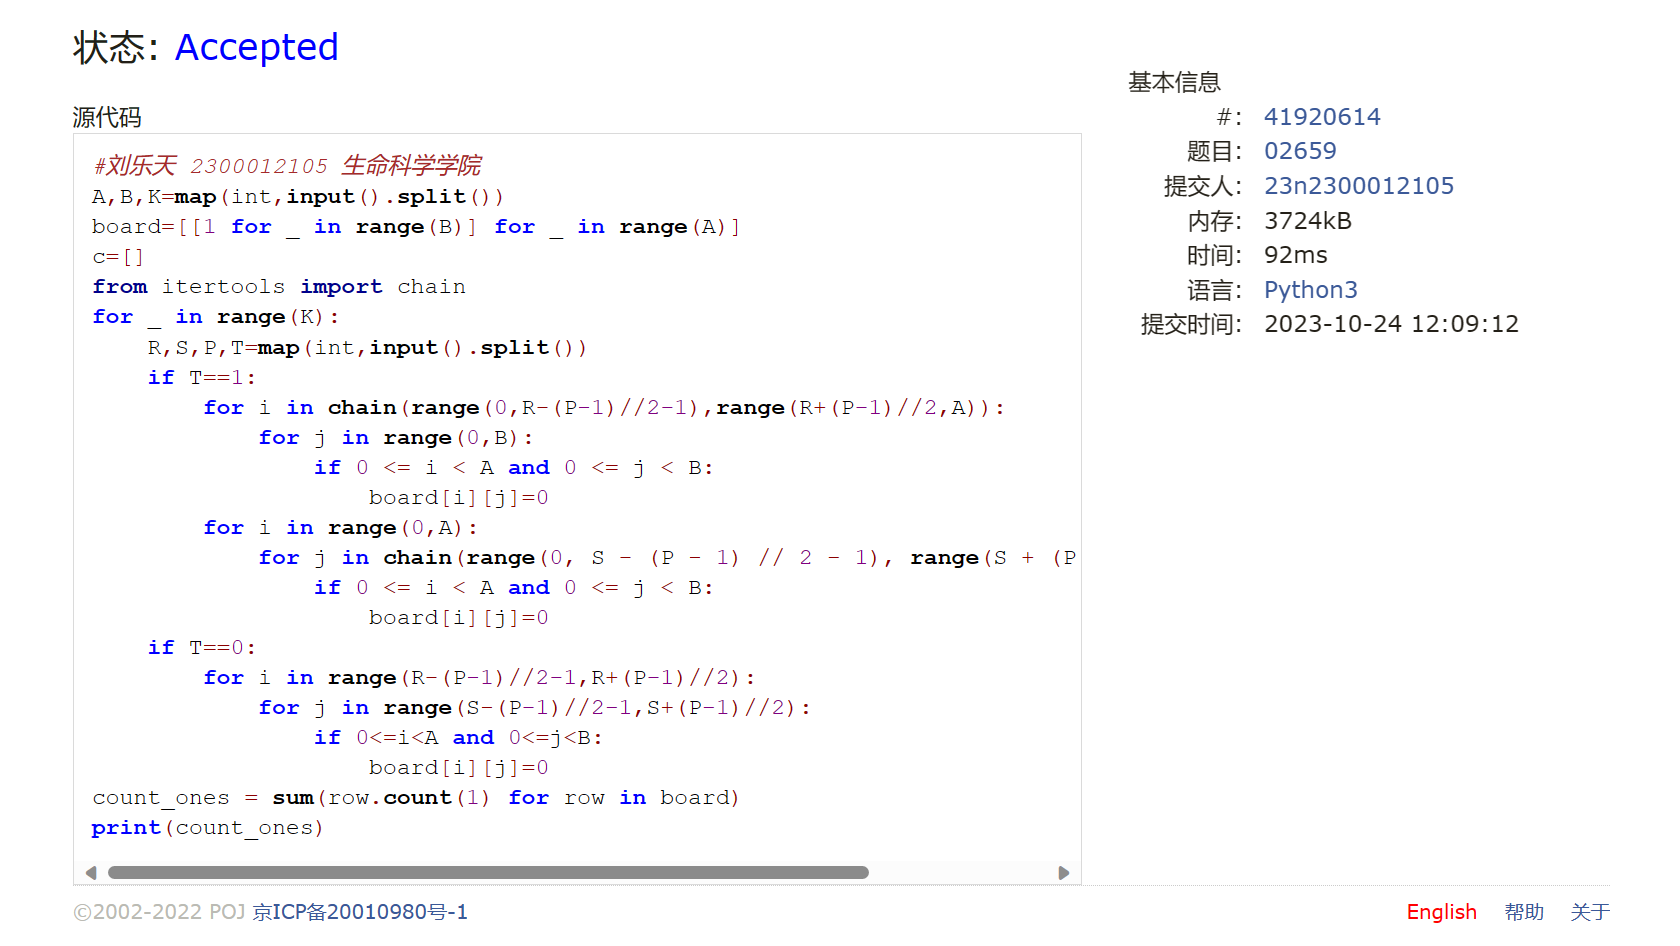 状态: Accepted
源代码
#刘乐天 2300012105 生命科学学院
A,B,K=map(int,input().split())
board=[[1 for _ in range(B)] for _ in range(A)]
c=[]
from itertools import chain
for _ in range(K):
    R,S,P,T=map(int,input().split())
    if T==1:
        for i in chain(range(0,R-(P-1)//2-1),range(R+(P-1)//2,A)):
            for j in range(0,B):
                if 0 <= i < A and 0 <= j < B:
                    board[i][j]=0
        for i in range(0,A):
            for j in chain(range(0, S - (P - 1) // 2 - 1), range(S + (P
                if 0 <= i < A and 0 <= j < B:
                    board[i][j]=0
    if T==0:
        for i in range(R-(P-1)//2-1,R+(P-1)//2):
            for j in range(S-(P-1)//2-1,S+(P-1)//2):
                if 0<=i<A and 0<=j<B:
                    board[i][j]=0
count_ones = sum(row.count(1) for row in board)
print(count_ones)
基本信息
#: 41920614
题目: 02659
提交人: 23n2300012105
内存: 3724kB
时间: 92ms
语言: Python3
提交时间: 2023-10-24 12:09:12
©2002-2022 POJ 京ICP备20010980号-1
English 帮助 关于